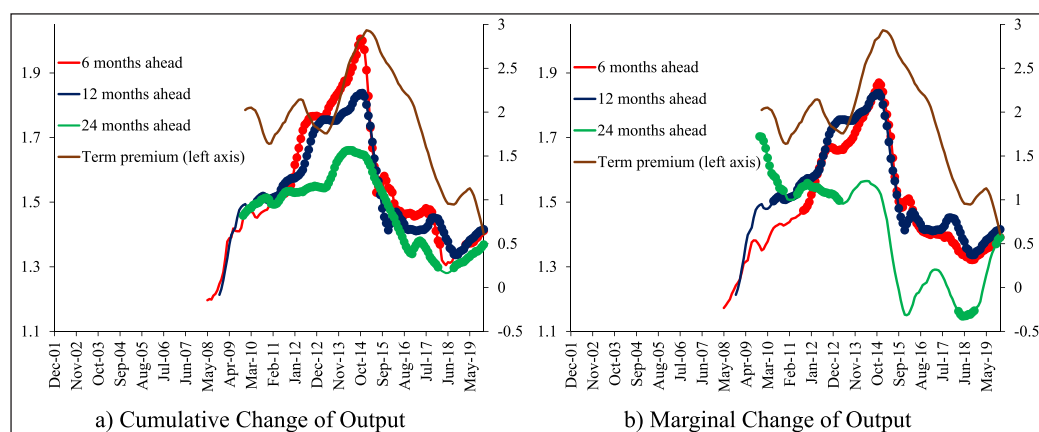 6 months ahead
12 months ahead
24 months ahead
Term premium (left axis)
1.9
1.7
1.5
1.3
1.1
3
2.5
2
1.5
1
0.5
0
-0.5
Dec-01
Nov-02
Oct-03
Sep-04
Aug-05
Jul-06
Jun-07
May-08
Apr-09
Mar-10
Feb-11
Jan-12
Dec-12
Nov-13
Oct-14
Sep-15
Aug-16
Jul-17
Jun-18
May-19
a) Cumulative Change of Output
6 months ahead
12 months ahead
24 months ahead
Term premium (left axis)
1.9
1.7
1.5
1.3
1.1
3
2.5
2
1.5
1
0.5
0
-0.5
Dec-01
Nov-02
Oct-03
Sep-04
Aug-05
Jul-06
Jun-07
May-08
Apr-09
Mar-10
Feb-11
Jan-12
Dec-12
Nov-13
Oct-14
Sep-15
Aug-16
Jul-17
Jun-18
May-19
b) Marginal Change of Output